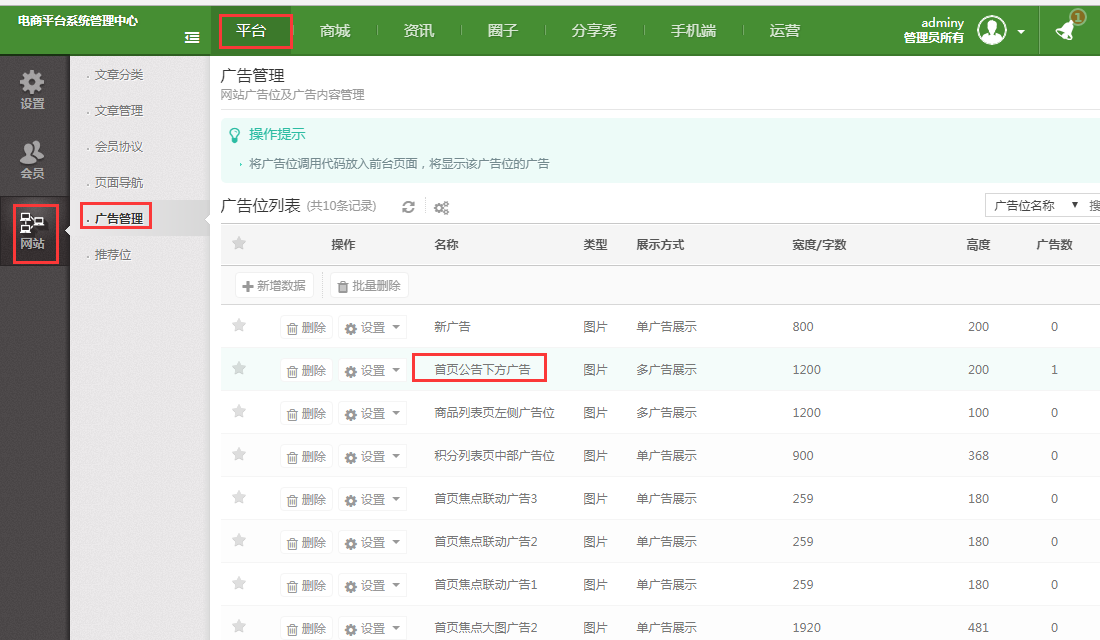 电商平台系统管理中心
平台 商城 资讯 圈子 分享秀 手机端 运营
adminy
管理员所有
1
设置
会员
网站
文章分类
文章管理
会员协议
页面导航
广告管理
推荐位
广告管理
网站广告位及广告内容管理
操作提示
将广告位调用代码放入前台页面，将显示该广告位的广告
广告位列表 (共10条记录) 广告位名称 搜
操作 名称 类型 展示方式 宽度/字数 高度 广告数
新增数据 批量删除
删除 设置 新广告 图片 单广告展示 800 200 0
删除 设置 首页公告下方广告 图片 多广告展示 1200 200 1
删除 设置 商品列表页左侧广告位 图片 多广告展示 1200 100 0
删除 设置 积分列表页中部广告位 图片 单广告展示 900 368 0
删除 设置 首页焦点联动广告3 图片 单广告展示 259 180 0
删除 设置 首页焦点联动广告2 图片 单广告展示 259 180 0
删除 设置 首页焦点联动广告1 图片 单广告展示 259 180 0
删除 设置 首页焦点大图广告2 图片 单广告展示 1920 481 0